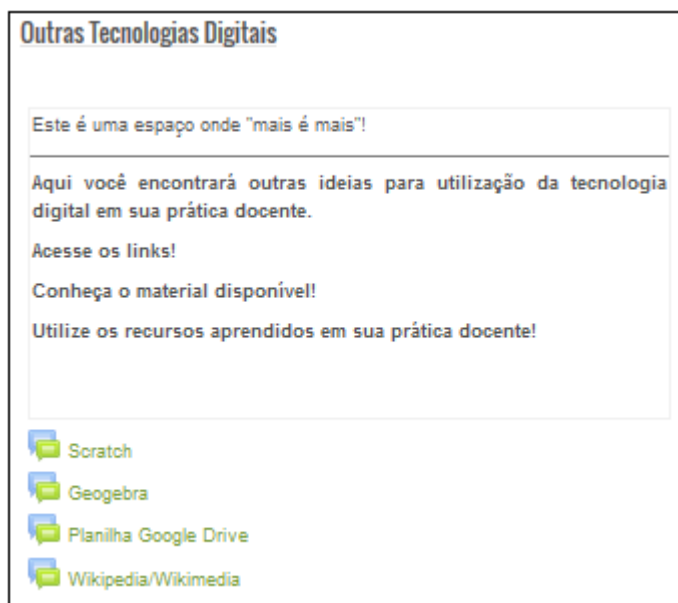 Outras Tecnologias Digitais
Este é uma espaço onde "mais é mais"!
Aqui você encontrará outras ideias para utilização da tecnologia
digital em sua prática docente.
Acesse os links!
Conheça o material disponível!
Utilize os recursos aprendidos em sua prática docente!
Scratch
Geogebra
Planilha Google Drive
Wikipedia/Wikimedia